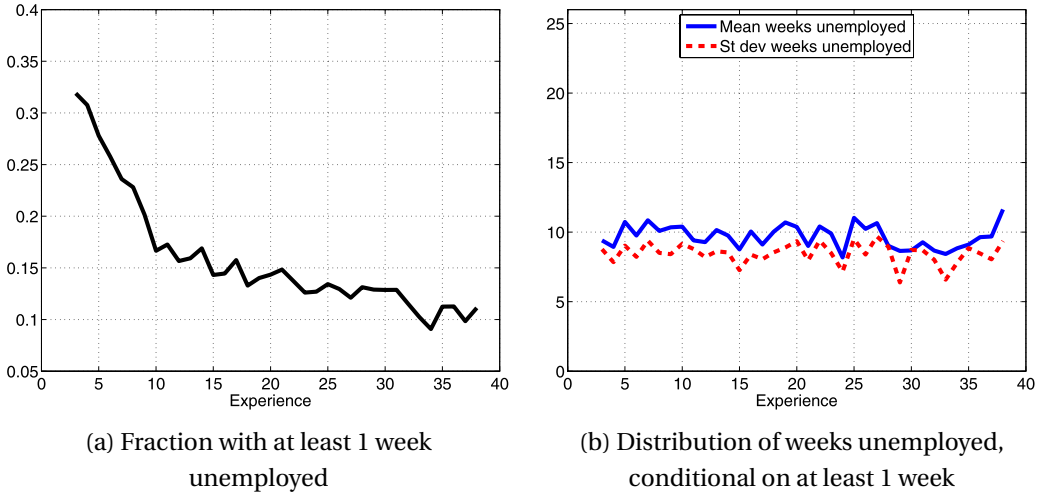 0.4
0.35
0.3
0.25
0.2
0.15
0.1
0.05
0 5 10 15 20 25 30 35 40
Experience
(a) Fraction with at least 1 week
unemployed
Mean weeks unemployed
St dev weeks unemployed
25
20
15
10
5
0
0 5 10 15 20 25 30 35 40
Experience
(b) Distribution of weeks unemployed,
conditional on at least 1 week